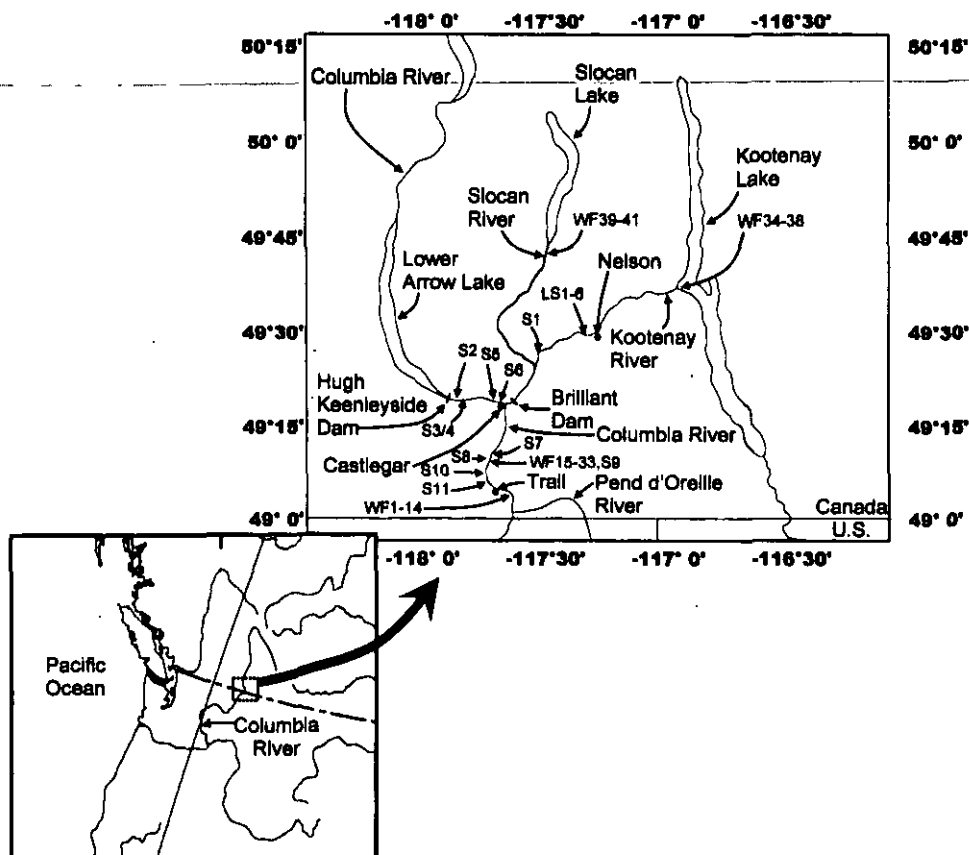 -118° 0' -117°30' -117° 0' -116°30'
50°15' 50°15'
Columbia River
Slocan
Lake
50° 0' 50° 0'
Kootenay
Lake
Slocan
River
WF39-41
WF34-38
49°45' 49°45'
Lower
Arrow Lake
Nelson
LS1-6
S1
49°30' 49°30'
Kootenay
River
S2 S5
S6
Hugh
Keenleyside
Dam
S3/4
Brilliant
Dam
49°15' 49°15'
Castlegar
Columbia River
S7
S8
WF15-33,S9
S10
Trail
S11
Pend d'Oreille
River
WF1-14
Canada
49° 0' 49° 0'
U.S.
-118° 0' -117°30' -117° 0' -116°30'
Pacific
Ocean
Columbia
River